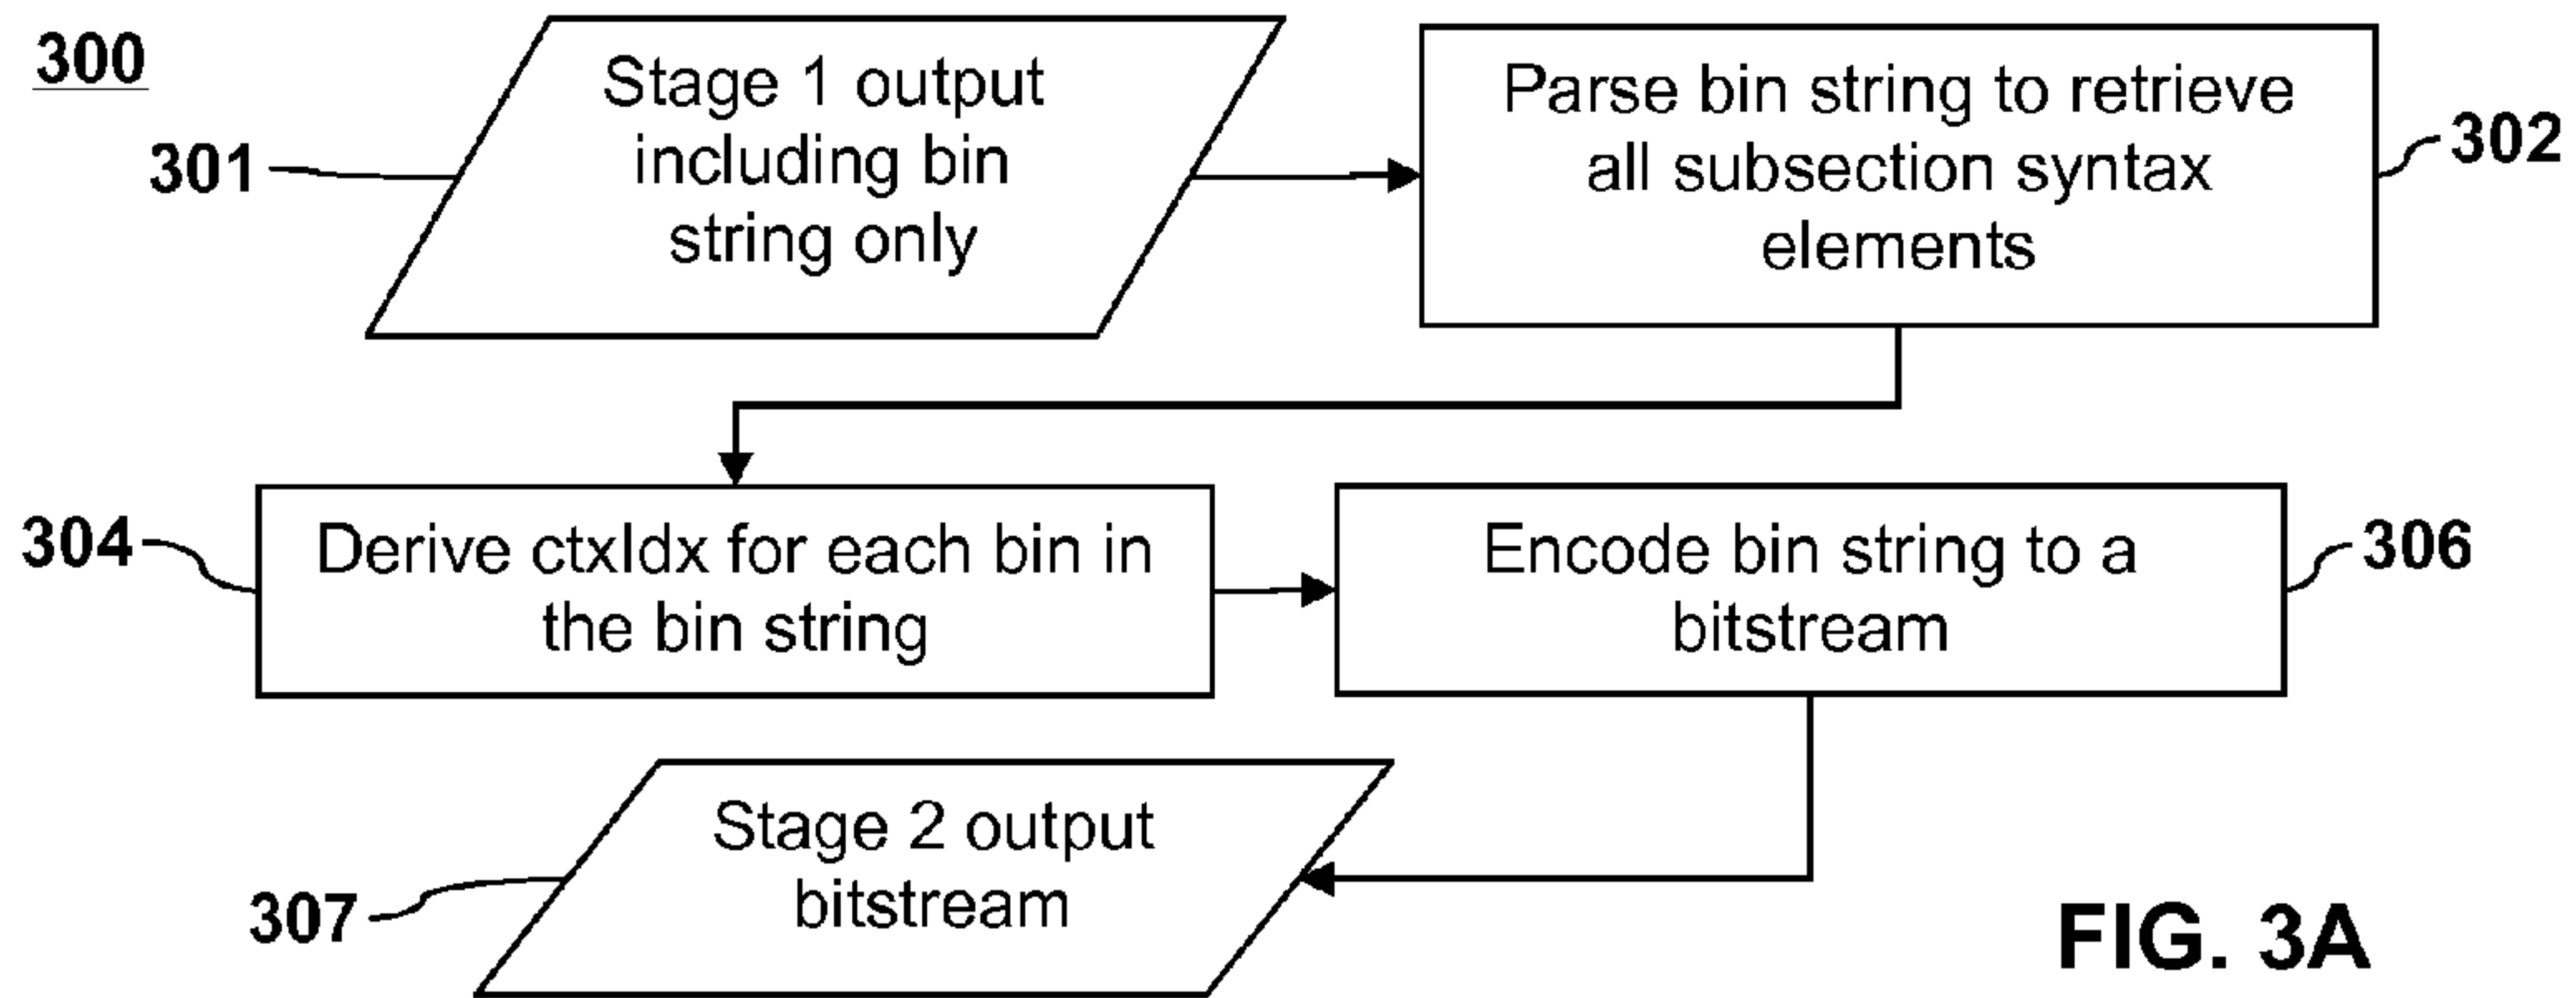 300
Stage 1 output
including bin
string only
301
Parse bin string to retrieve
all subsection syntax
elements
302
304
Derive ctxIdx for each bin in
the bin string
Encode bin string to a
bitstream
306
Stage 2 output
bitstream
307
FIG. 3A